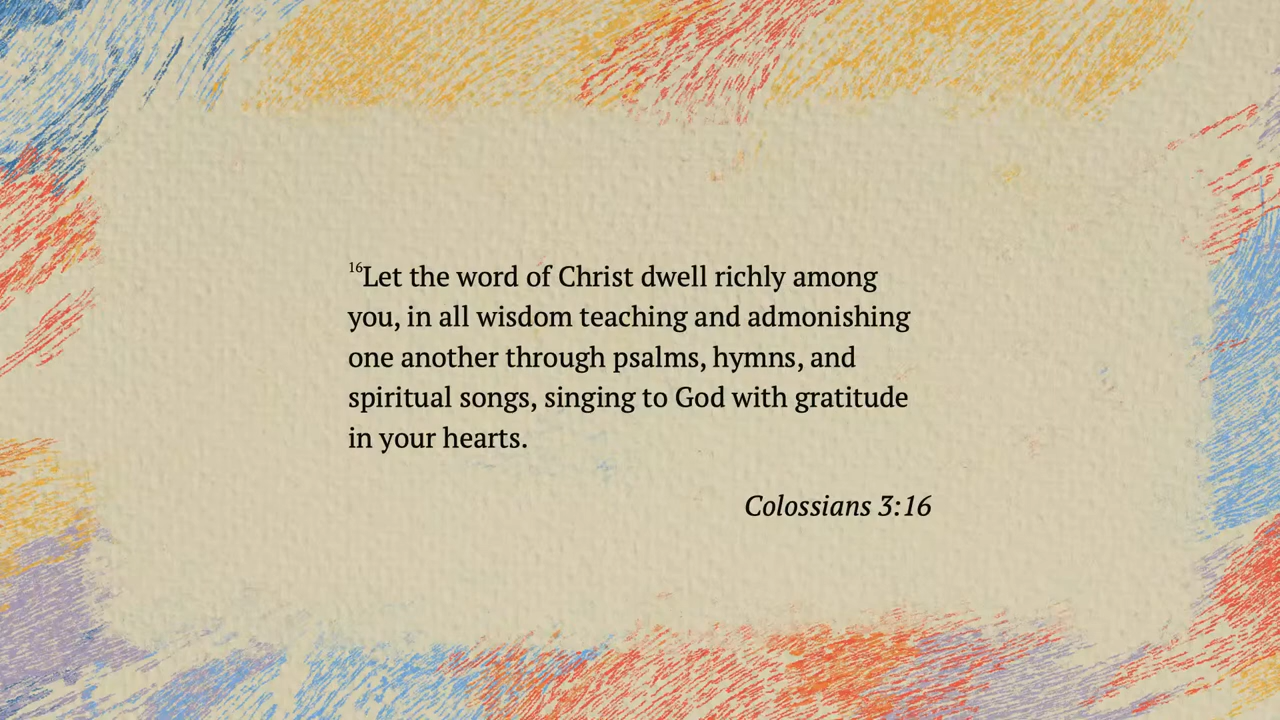 16Let the word of Christ dwell richly among
you, in all wisdom teaching and admonishing
one another through psalms, hymns, and
spiritual songs, singing to God with gratitude
in your hearts.
Colossians 3:16